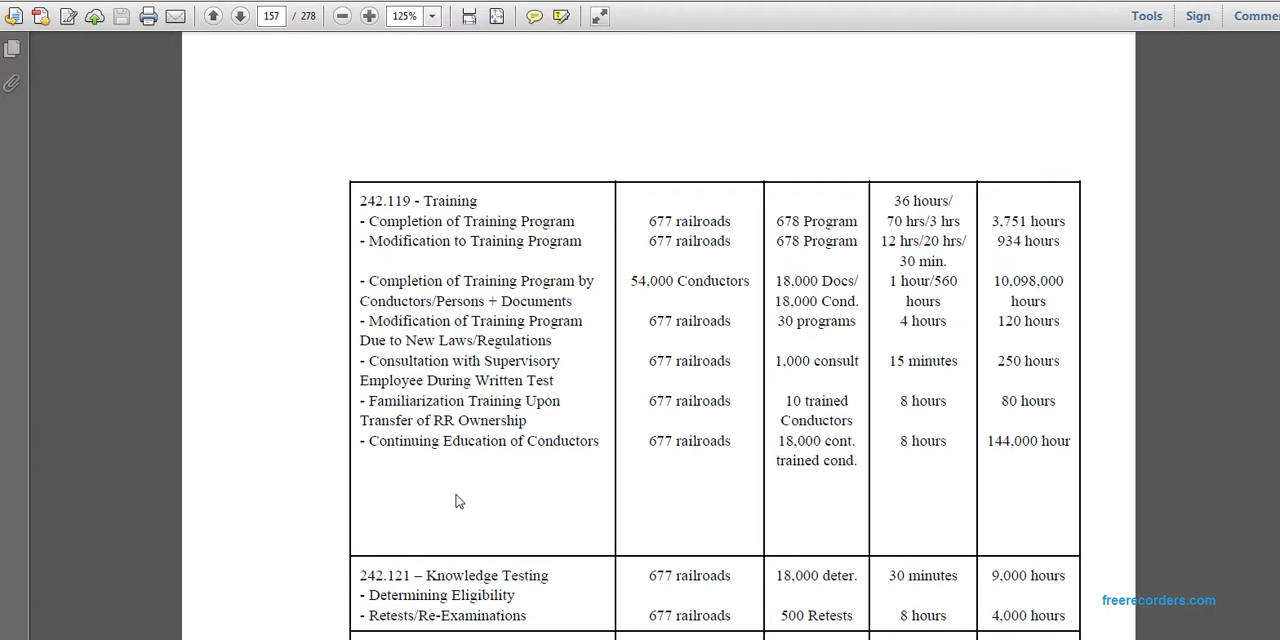 157 / 278 125% Tools Sign Comme
36 hours/
242.119 - Training
- Completion of Training Program 677 railroads 678 Program 70 hrs/3 hrs 3,751 hours
- Modification to Training Program 677 railroads 678 Program 12 hrs/20 hrs/ 934 hours
30 min.
- Completion of Training Program by 54,000 Conductors 18,000 Docs/ 1 hour/560 10,098,000
Conductors/Persons + Documents 18,000 Cond. hours hours
- Modification of Training Program 677 railroads 30 programs 4 hours 120 hours
Due to New Laws/Regulations
- Consultation with Supervisory 677 railroads 1,000 consult 15 minutes 250 hours
Employee During Written Test
- Familiarization Training Upon 677 railroads 10 trained 8 hours 80 hours
Transfer of RR Ownership Conductors
- Continuing Education of Conductors 677 railroads 18,000 cont. 8 hours 144,000 hour
trained cond.
242.121 – Knowledge Testing 677 railroads 18,000 deter. 30 minutes 9,000 hours
- Determining Eligibility
- Retests/Re-Examinations 677 railroads 500 Retests 8 hours 4,000 hours
freerecorders.com